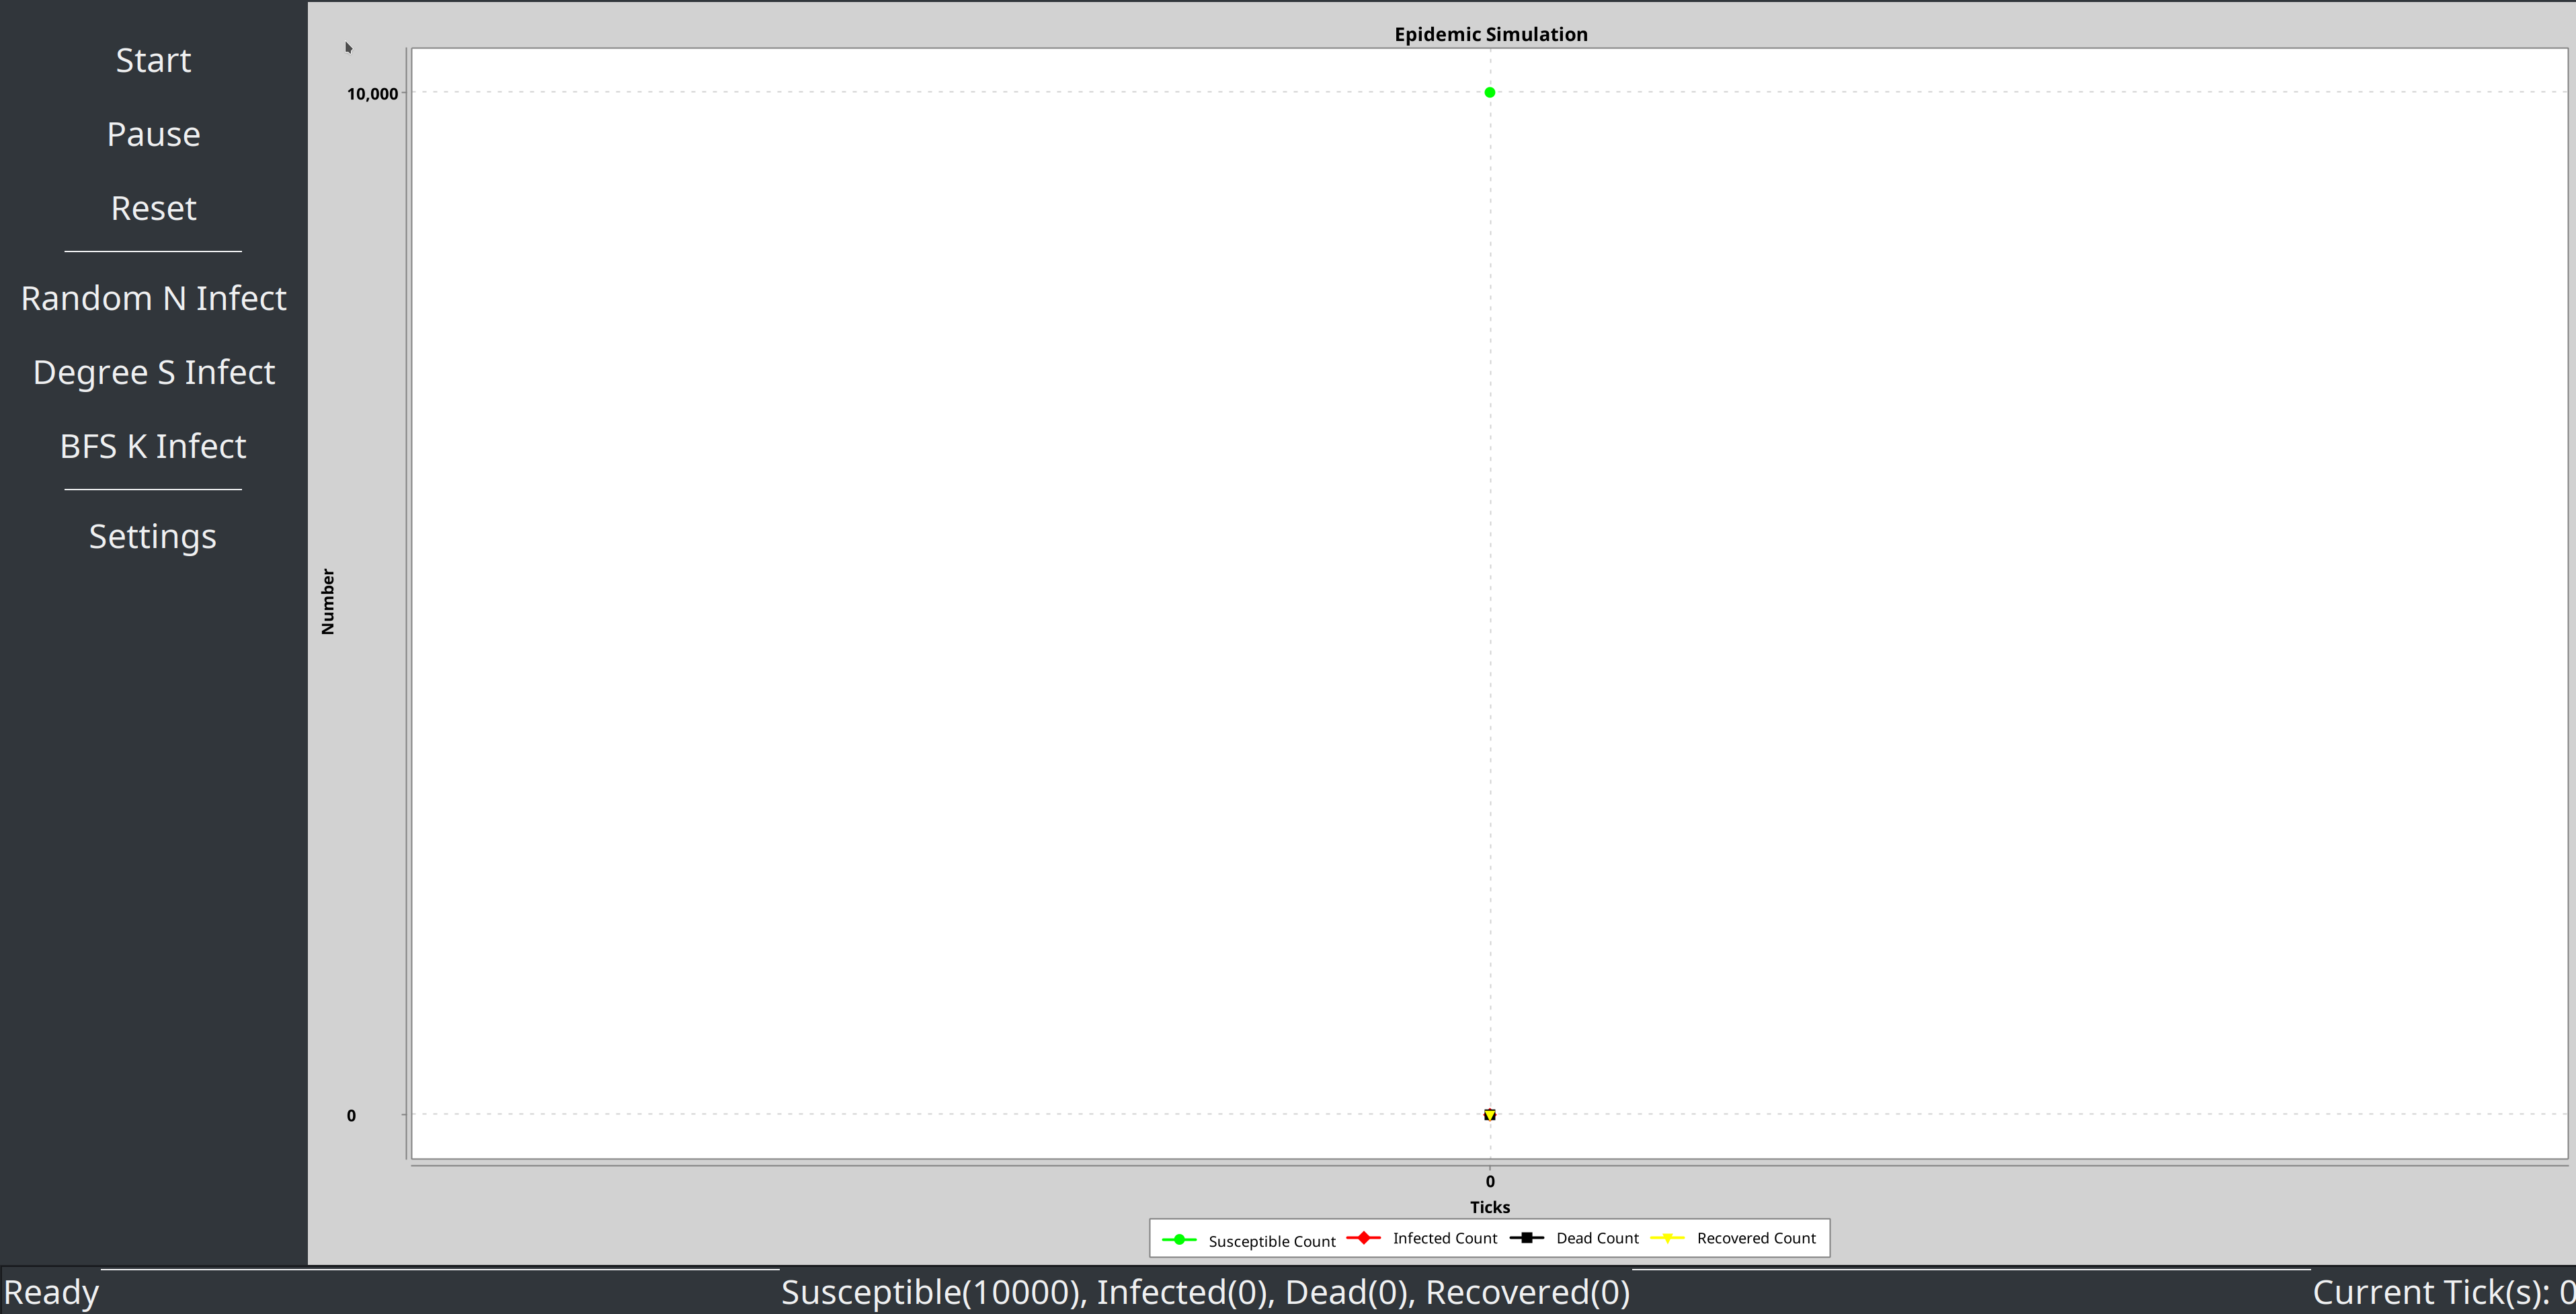 Start
Pause
Reset
Random N Infect
Degree S Infect
BFS K Infect
Settings
Epidemic Simulation
10,000
Number
0
0
Ticks
Susceptible Count Infected Count Dead Count Recovered Count
Ready Susceptible(10000), Infected(0), Dead(0), Recovered(0) Current Tick(s): 0